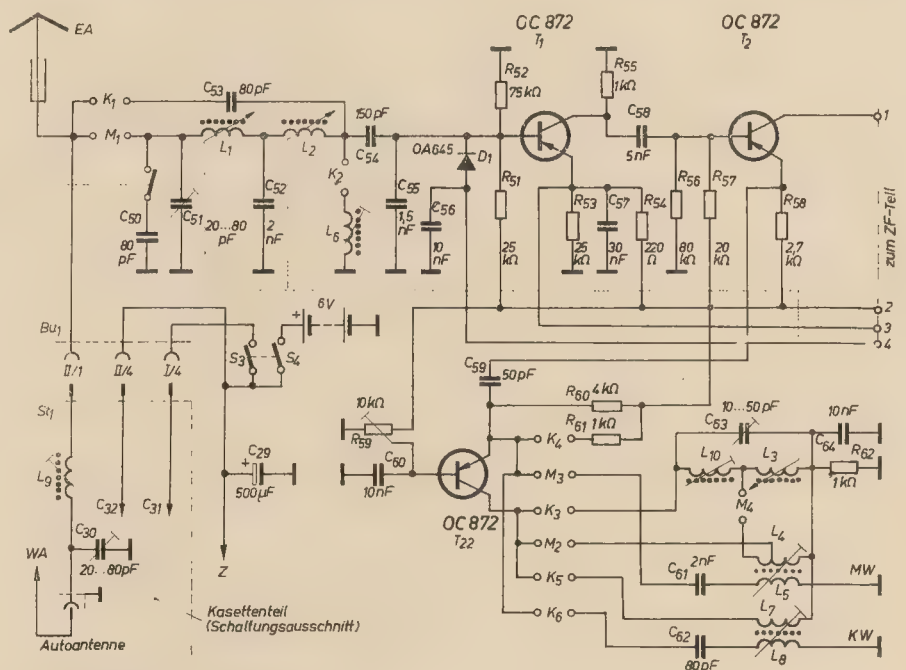 EA
OC 872
T1
OC 872
T2
K1
C53
80 pF
M1
L1
L2
150 pF
C54
OA645
D1
R52
75 kΩ
R55
1 kΩ
C58
5 nF
1
C50
80 pF
C51
20...80 pF
C52
2 nF
K2
L6
C55
1,5 nF
C56
10 nF
R51
25 kΩ
R53
25 kΩ
C57
30 nF
R54
220 Ω
R56
80 kΩ
R57
20 kΩ
R58
2,7 kΩ
zum ZF-Teil
2
3
4
Bu1
II/1
II/4
I/4
S3
S4
+
6V
St1
L9
C32
C31
C29
+
500 µF
C30
20...80pF
WA
Autoantenne
Z
Kasettenteil
(Schaltungsausschnitt)
10 kΩ
R59
C60
10 nF
C59
50 pF
OC 872
T22
R60
4 kΩ
R61
1 kΩ
K4
M3
K3
M2
K5
K6
C63
10...50 pF
10 nF
C64
R62
1 kΩ
L10
L3
M4
L4
C61
2 nF
L5
MW
L7
C62
80 pF
L8
KW